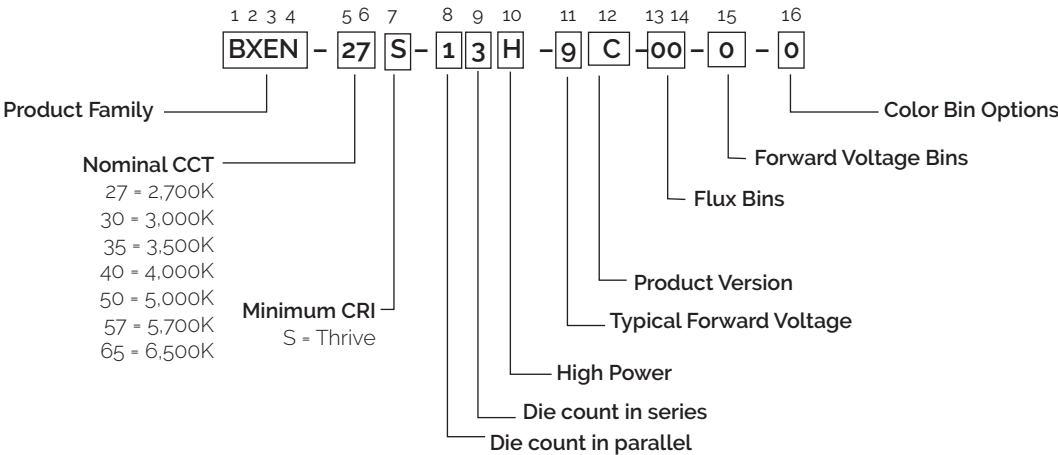 1 2 3 4 5 6 7 8 9 10 11 12 13 14 15 16
BXEN - 27 S - 1 3 H - 9 C - 00 - 0 - 0
Product Family
Color Bin Options
Nominal CCT
Forward Voltage Bins
27 = 2,700K
30 = 3,000K
Flux Bins
35 = 3,500K
40 = 4,000K
Product Version
50 = 5,000K
Minimum CRI
57 = 5,700K
Typical Forward Voltage
S = Thrive
65 = 6,500K
High Power
Die count in series
Die count in parallel